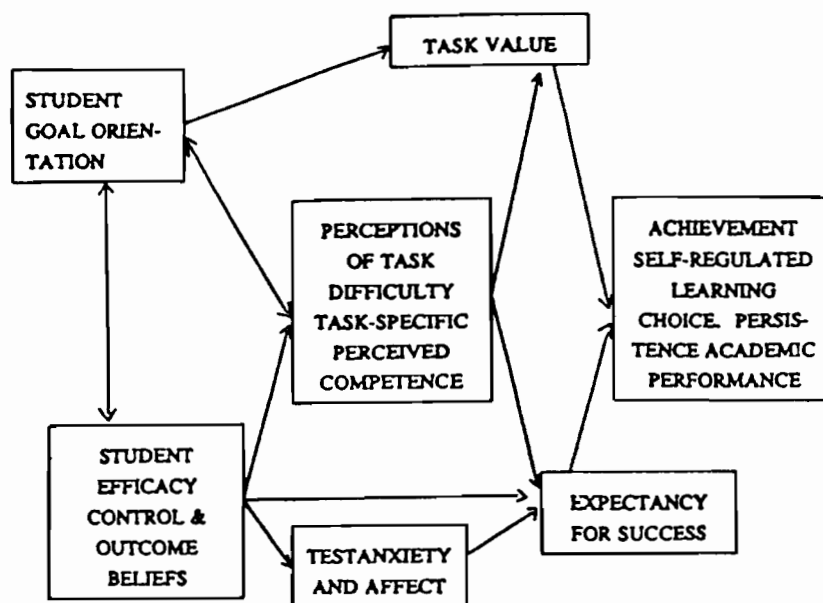 TASK VALUE
STUDENT
GOAL ORIEN-
TATION
PERCEPTIONS
OF TASK
DIFFICULTY
TASK-SPECIFIC
PERCEIVED
COMPETENCE
ACHIEVEMENT
SELF-REGULATED
LEARNING
CHOICE. PERSIS-
TENCE ACADEMIC
PERFORMANCE
STUDENT
EFFICACY
CONTROL &
OUTCOME
BELIEFS
TESTANXIETY
AND AFFECT
EXPECTANCY
FOR SUCCESS